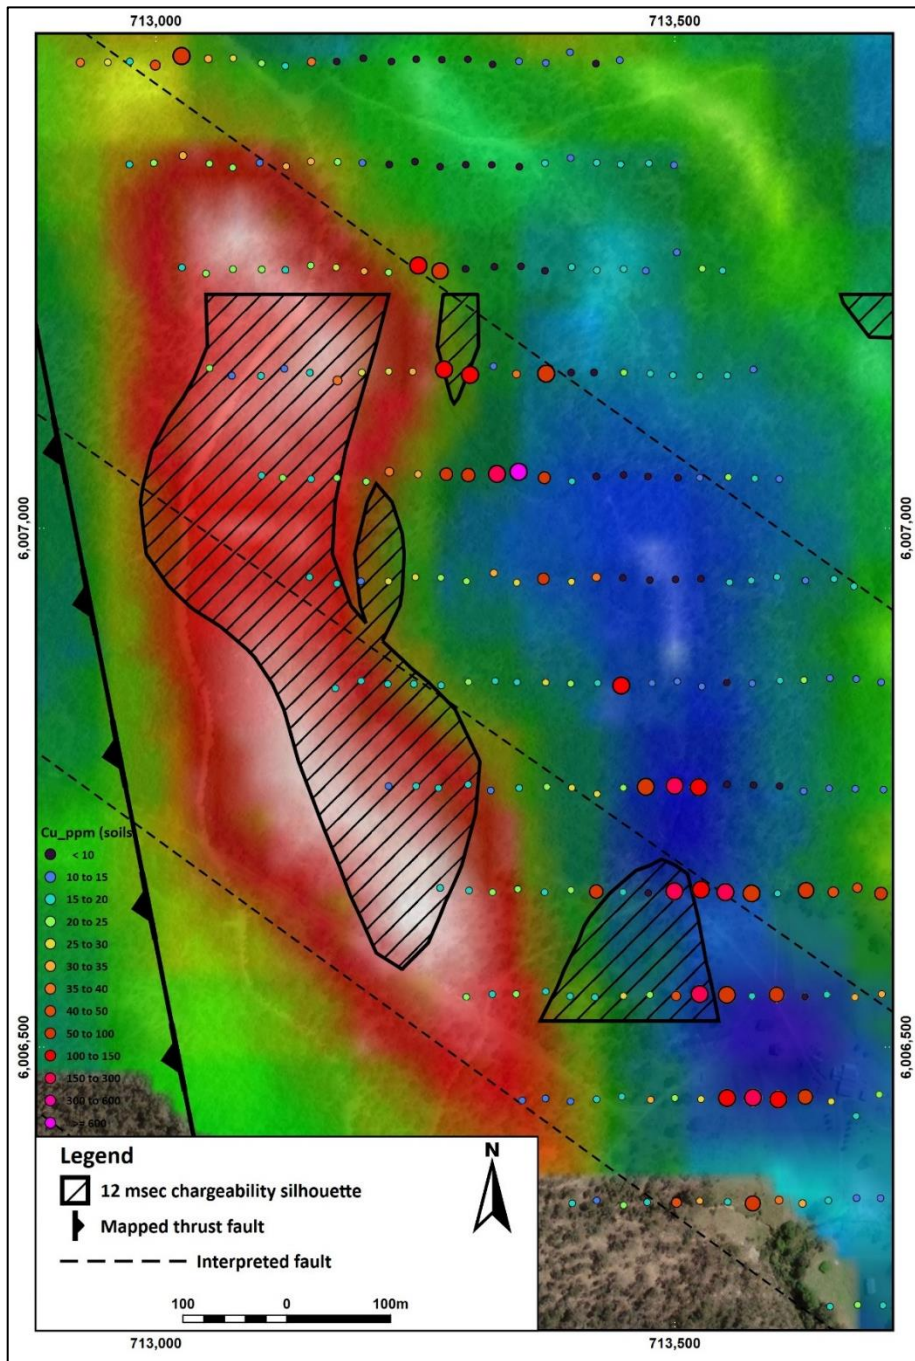 713,000 713,500
6,007,000 6,007,000
Cu_ppm (soils
< 10
10 to 15
15 to 20
20 to 25
25 to 30
30 to 35
35 to 40
40 to 50
50 to 100
100 to 150
150 to 300
300 to 600
>= 600
6,006,500 6,006,500
Legend
N
12 msec chargeability silhouette
Mapped thrust fault
Interpreted fault
100 0 100m
713,000 713,500